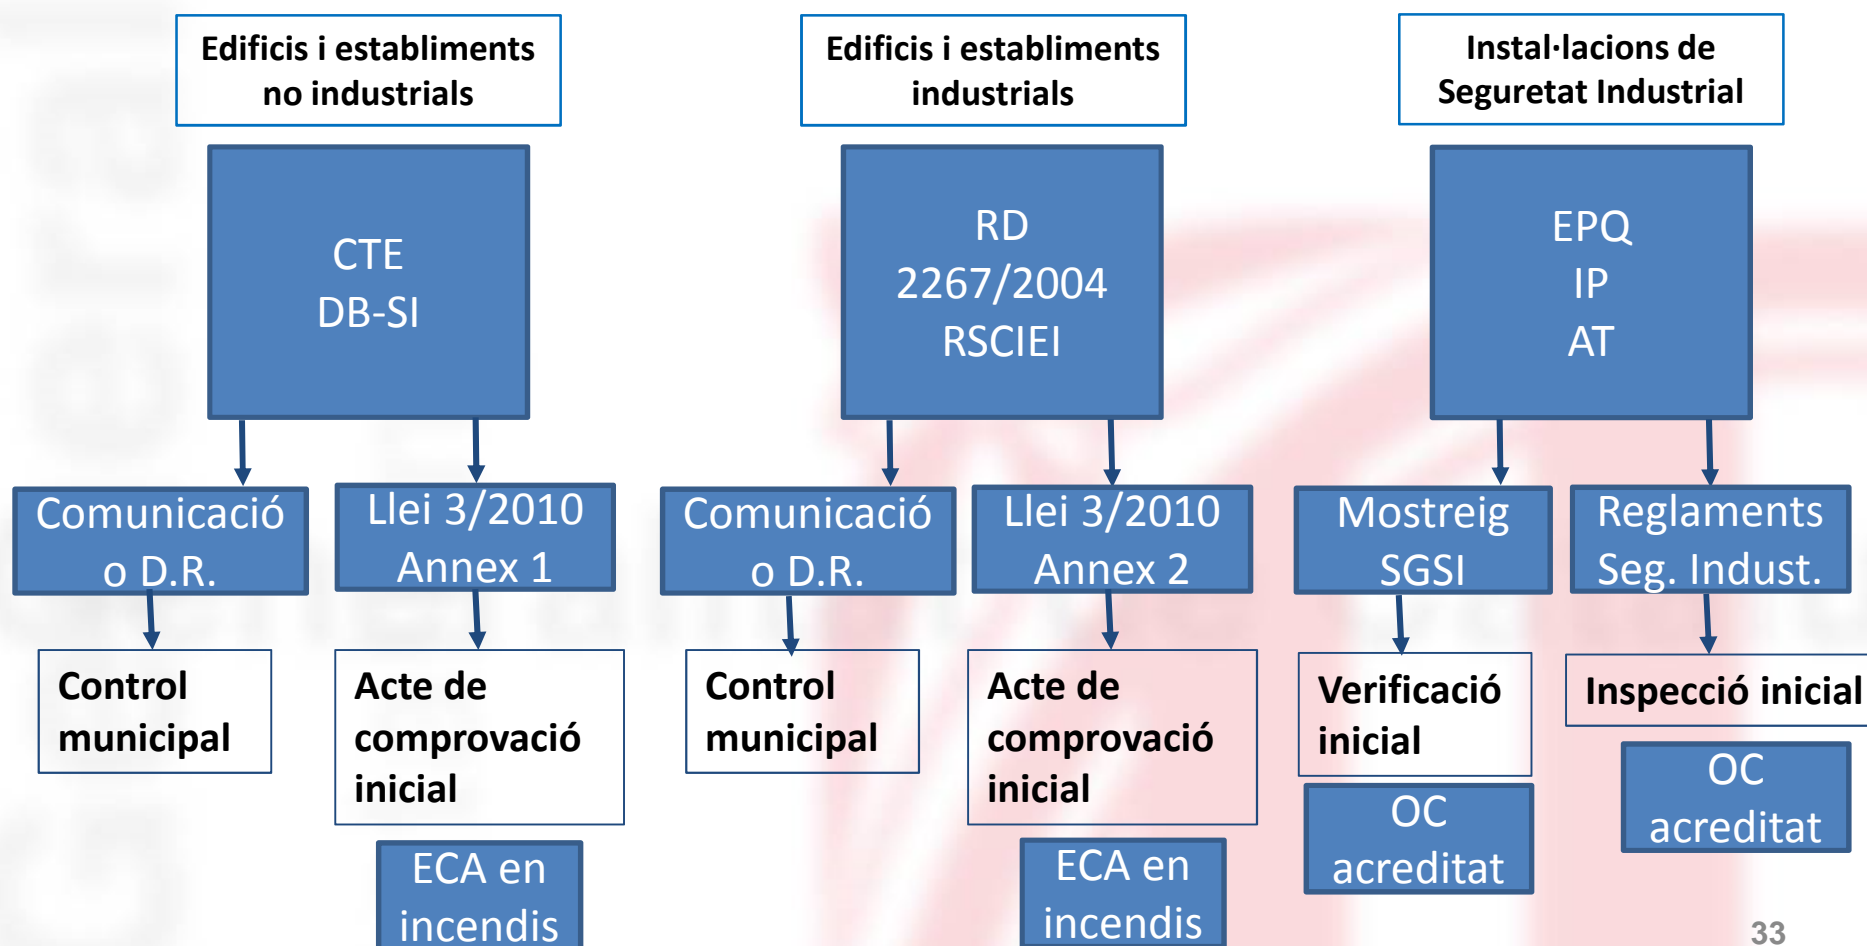 Edificis i establiments
no industrials
Edificis i establiments
industrials
Instal·lacions de
Seguretat Industrial
CTE
DB-SI
RD
2267/2004
RSCIEI
EPQ
IP
AT
Comunicació
o D.R.
Llei 3/2010
Annex 1
Comunicació
o D.R.
Llei 3/2010
Annex 2
Mostreig
SGSI
Reglaments
Seg. Indust.
Control
municipal
Acte de
comprovació
inicial
Control
municipal
Acte de
comprovació
inicial
Verificació
inicial
Inspecció inicial
ECA en
incendis
ECA en
incendis
OC
acreditat
OC
acreditat
33